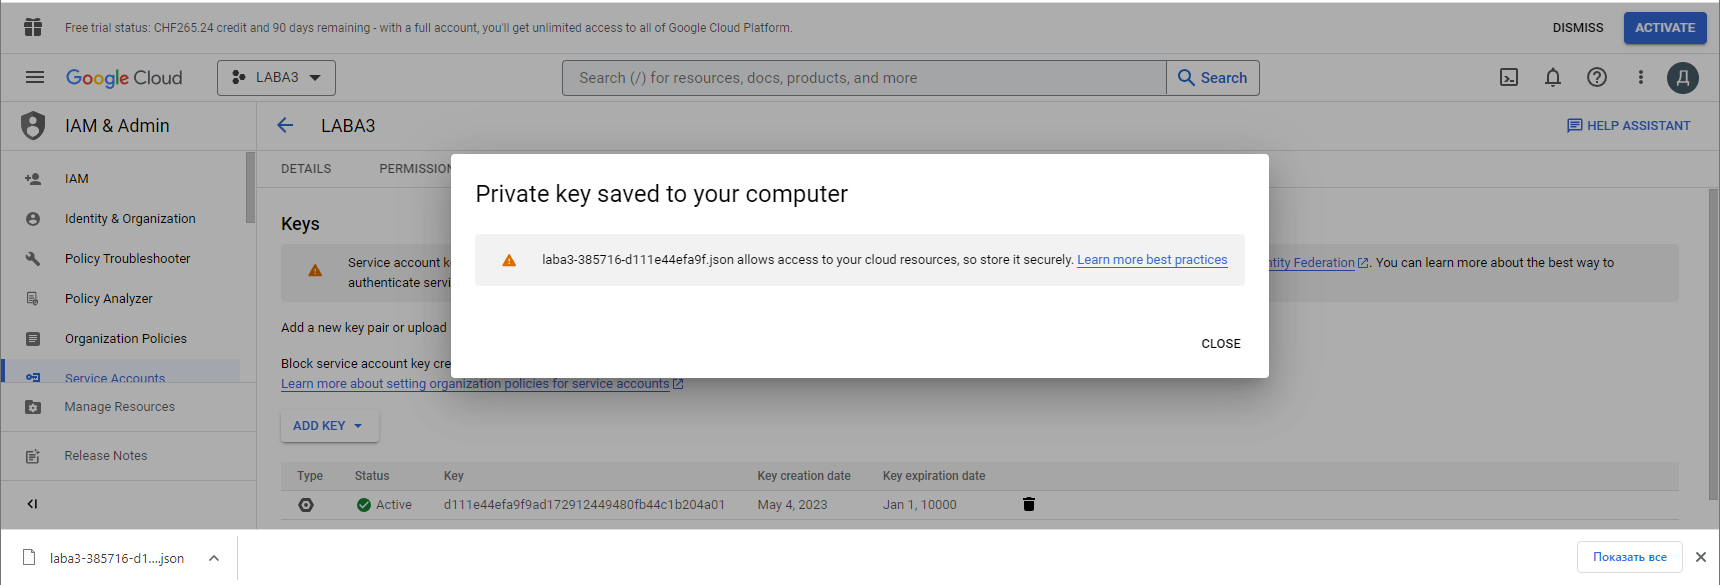 Free trial status: CHF265.24 credit and 90 days remaining - with a full account, you'll get unlimited access to all of Google Cloud Platform.
DISMISS
ACTIVATE
Google Cloud
LABA3
Search (/) for resources, docs, products, and more
Search
Д
IAM & Admin
LABA3
HELP ASSISTANT
IAM
Identity & Organization
Policy Troubleshooter
Policy Analyzer
Organization Policies
Service Accounts
Manage Resources
Release Notes
DETAILS
PERMISSION
Keys
Service account k
ntity Federation. You can learn more about the best way to
authenticate servi
Add a new key pair or upload
Block service account key cre
Learn more about setting organization policies for service accounts
ADD KEY
Type Status Key Key creation date Key expiration date
Active d111e44efa9f9ad172912449480fb44c1b204a01 May 4, 2023 Jan 1, 10000
Private key saved to your computer
laba3-385716-d111e44efa9f.json allows access to your cloud resources, so store it securely. Learn more best practices
CLOSE
laba3-385716-d1....json
Показать все